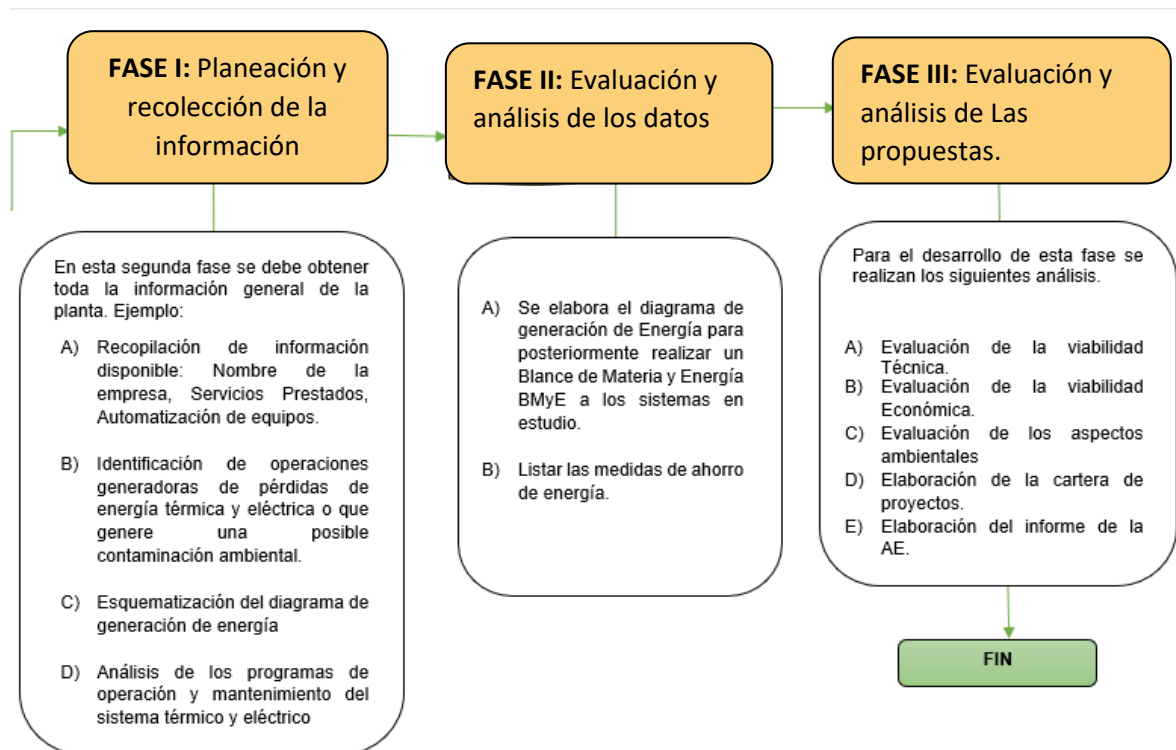 FASE I: Planeación y
recolección de la
información
FASE II: Evaluación y
análisis de los datos
FASE III: Evaluación y
análisis de Las
propuestas.
En esta segunda fase se debe obtener
toda la información general de la
planta. Ejemplo:
A) Recopilación de información
disponible: Nombre de la
empresa, Servicios Prestados,
Automatización de equipos.
B) Identificación de operaciones
generadoras de pérdidas de
energía térmica y eléctrica o que
genere una posible
contaminación ambiental.
C) Esquematización del diagrama de
generación de energía
D) Análisis de los programas de
operación y mantenimiento del
sistema térmico y eléctrico
A) Se elabora el diagrama de
generación de Energía para
posteriormente realizar un
Blance de Materia y Energía
BMyE a los sistemas en
estudio.
B) Listar las medidas de ahorro
de energía.
Para el desarrollo de esta fase se
realizan los siguientes análisis.
A) Evaluación de la viabilidad
Técnica.
B) Evaluación de la viabilidad
Económica.
C) Evaluación de los aspectos
ambientales
D) Elaboración de la cartera de
proyectos.
E) Elaboración del informe de la
AE.
FIN